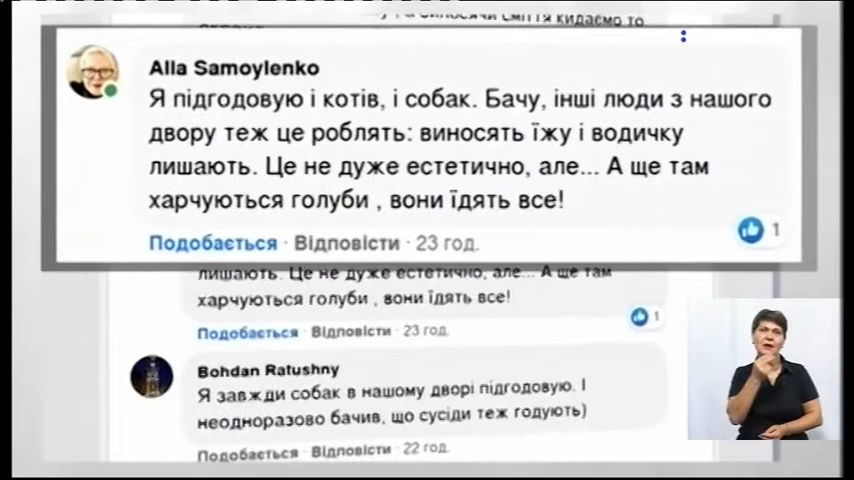 сміття кидаємо то
Alla Samoylenko
Я підгодовую і котів, і собак. Бачу, інші люди з нашого
двору теж це роблять: виносять їжу і водичку
лишають. Це не дуже естетично, але... А ще там
харчуються голуби , вони їдять все!
Подобається · Відповісти · 23 год.
1
лишають. Це не дуже естетично, але... А ще там
харчуються голуби , вони їдять все!
1
Подобається · Відповісти · 23 год.
Bohdan Ratushny
Я завжди собак в нашому дворі підгодовую. І
неодноразово бачив, що сусіди теж годують)
Подобається · Відповісти · 22 год.